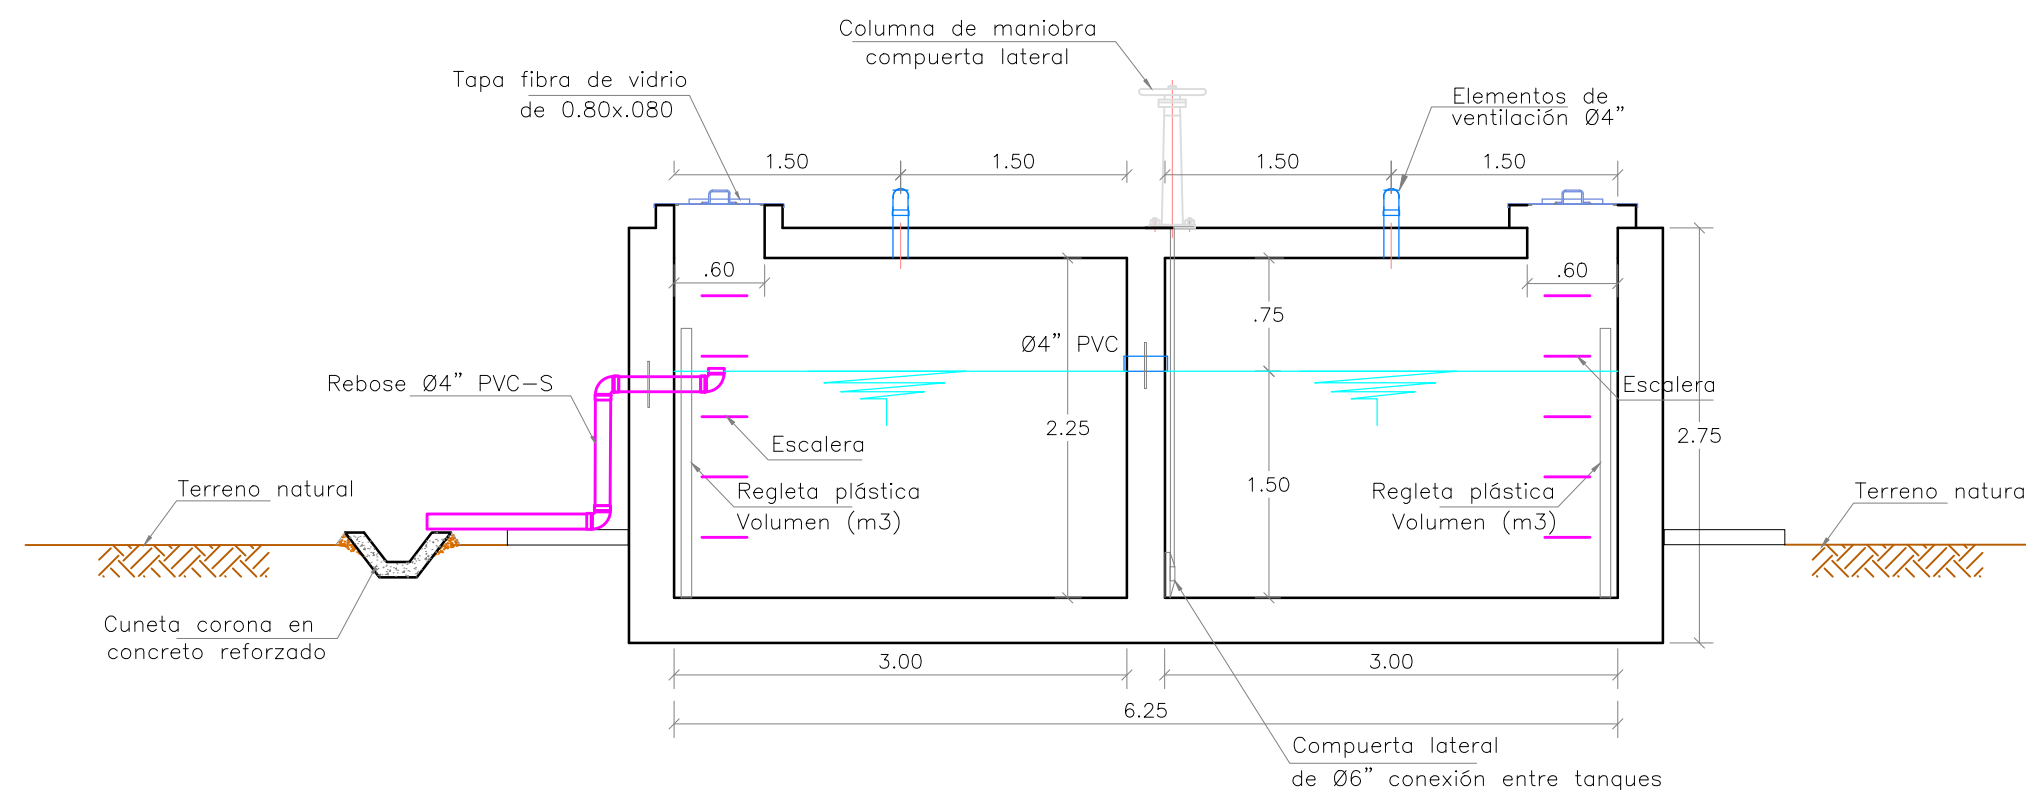 Columna de maniobra
compuerta lateral
Tapa fibra de vidrio
de 0.80x.080
Elementos de
ventilación Ø4”
1.50
1.50
1.50
1.50
.60
.60
.75
Ø4” PVC
Rebose Ø4” PVC–S
Escalera
2.25
2.75
Escalera
1.50
Terreno natural
Regleta plástica
Volumen (m3)
Regleta plástica
Volumen (m3)
Terreno natura
Cuneta corona en
concreto reforzado
3.00
3.00
6.25
Compuerta lateral
de Ø6” conexión entre tanques